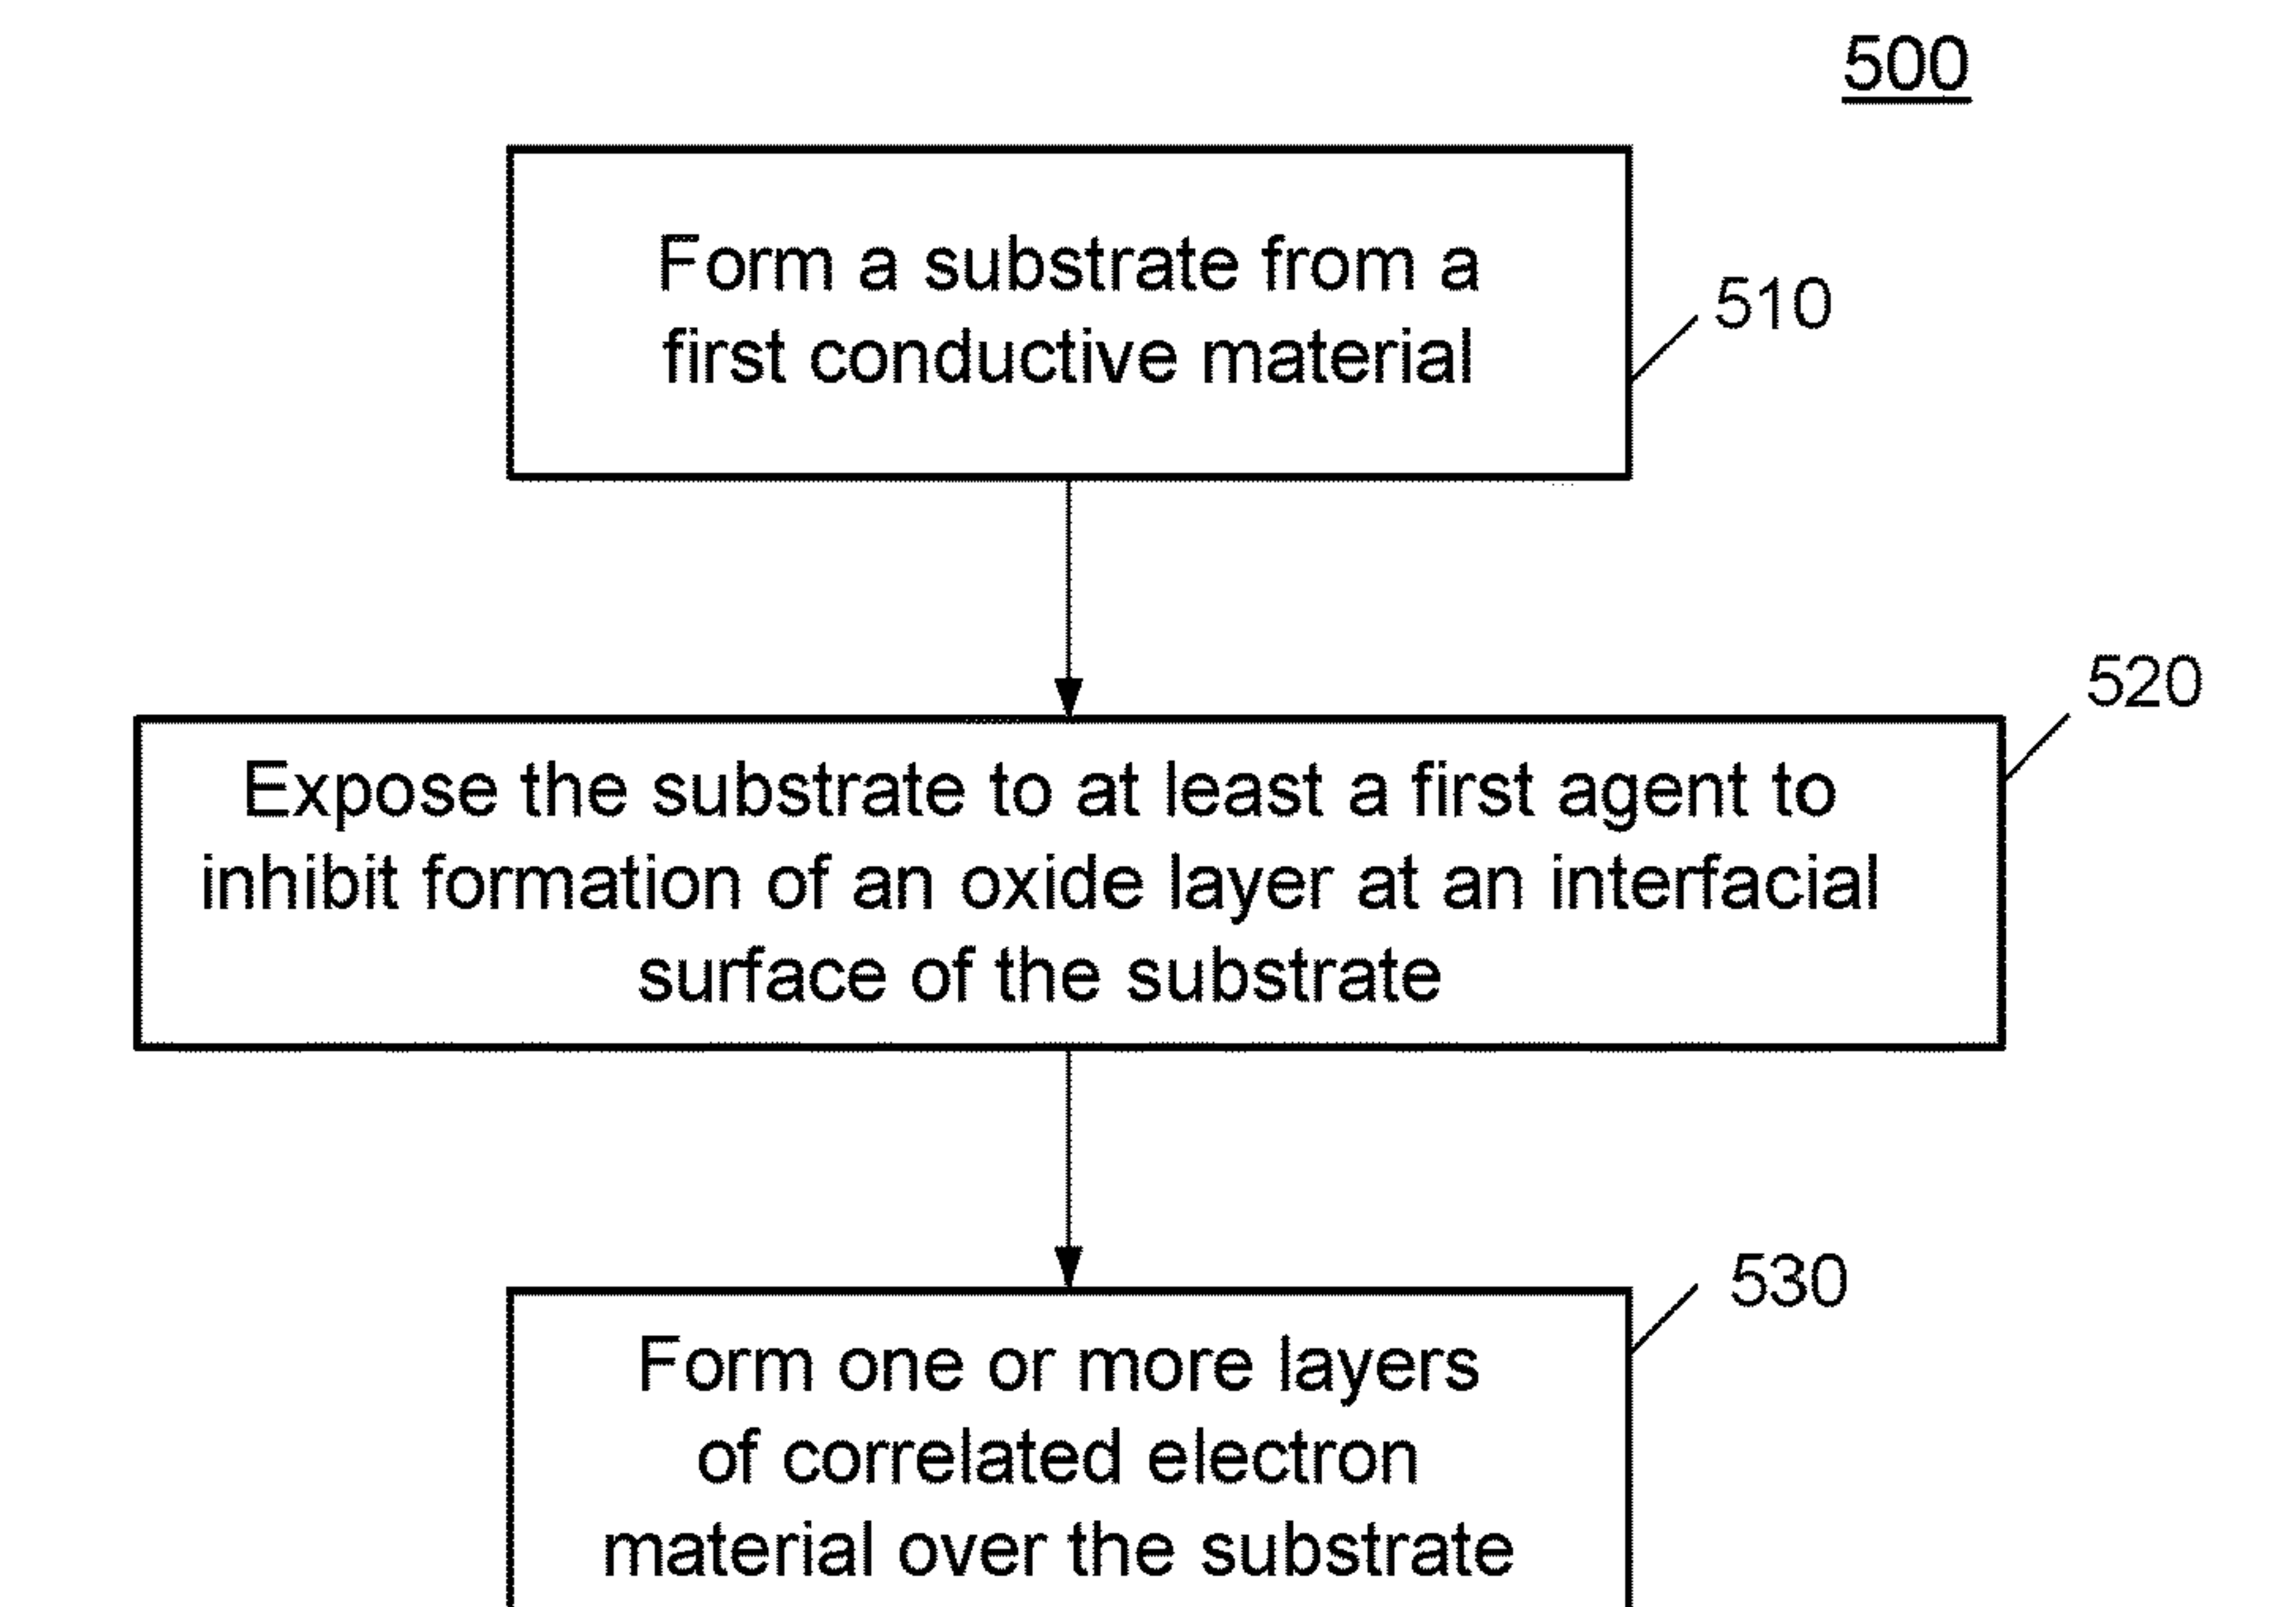 500
Form a substrate from a
first conductive material
510
520
Expose the substrate to at least a first agent to
inhibit formation of an oxide layer at an interfacial
surface of the substrate
530
Form one or more layers
of correlated electron
material over the substrate